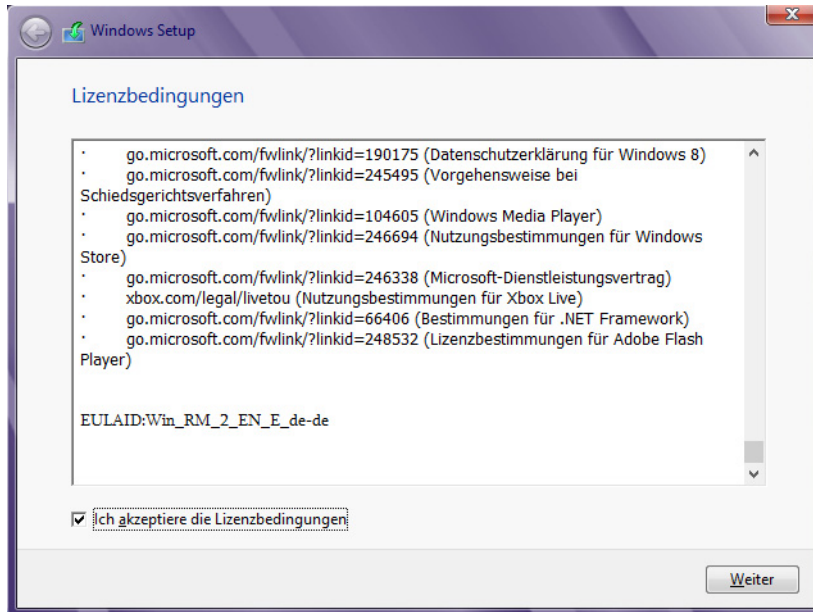 Windows Setup
Lizenzbedingungen
· go.microsoft.com/fwlink/?linkid=190175 (Datenschutzerklärung für Windows 8)
· go.microsoft.com/fwlink/?linkid=245495 (Vorgehensweise bei
Schiedsgerichtsverfahren)
· go.microsoft.com/fwlink/?linkid=104605 (Windows Media Player)
· go.microsoft.com/fwlink/?linkid=246694 (Nutzungsbestimmungen für Windows
Store)
· go.microsoft.com/fwlink/?linkid=246338 (Microsoft-Dienstleistungsvertrag)
· xbox.com/legal/livetou (Nutzungsbestimmungen für Xbox Live)
· go.microsoft.com/fwlink/?linkid=66406 (Bestimmungen für .NET Framework)
· go.microsoft.com/fwlink/?linkid=248532 (Lizenzbestimmungen für Adobe Flash
Player)
EULAID:Win_RM_2_EN_E_de-de
Ich akzeptiere die Lizenzbedingungen
Weiter